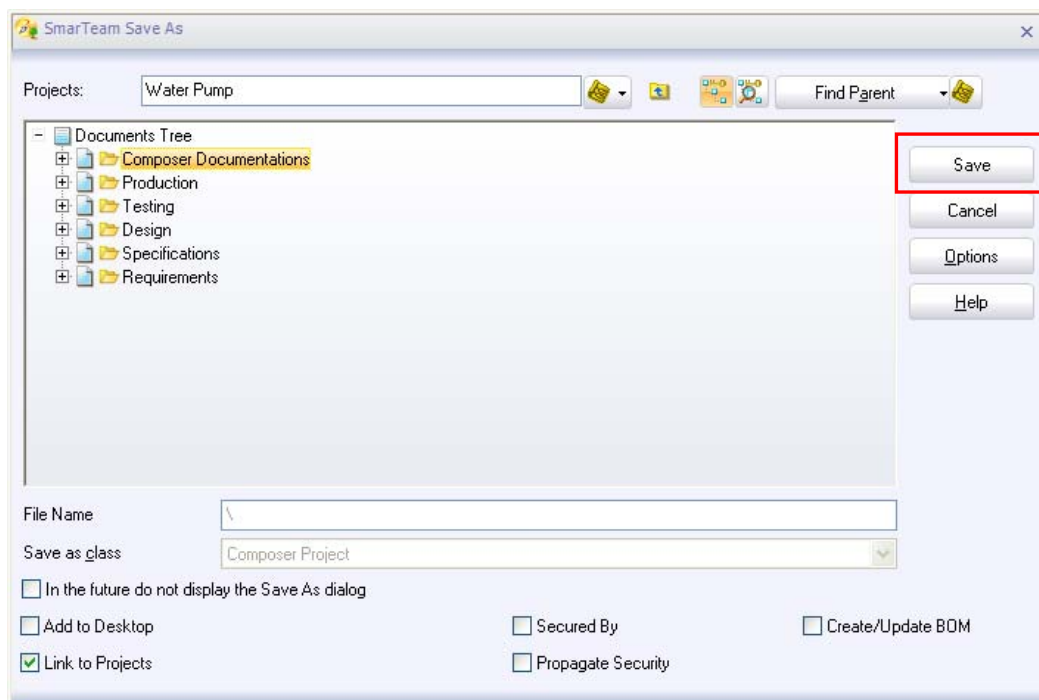 SmarTeam Save As
Projects: Water Pump Find Parent
Documents Tree
Composer Documentations
Production
Testing
Design
Specifications
Requirements
Save
Cancel
Options
Help
File Name \
Save as class Composer Project
In the future do not display the Save As dialog
Add to Desktop Secured By Create/Update BOM
Link to Projects Propagate Security